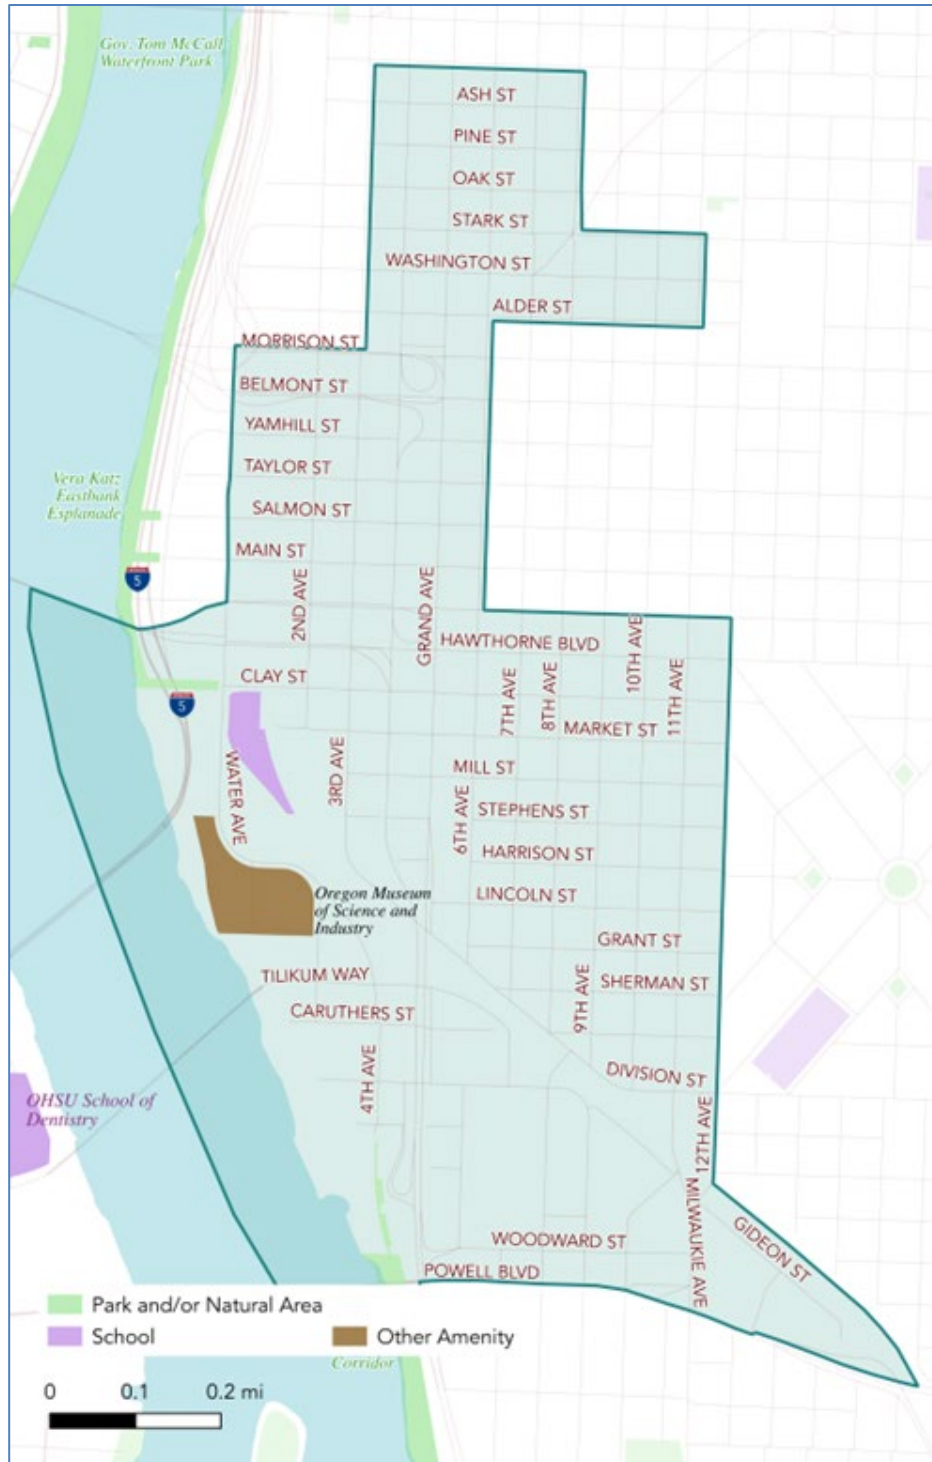 Gov. Tom McCall
Waterfront Park
ASH ST
PINE ST
OAK ST
STARK ST
WASHINGTON ST
ALDER ST
MORRISON ST
BELMONT ST
YAMHILL ST
TAYLOR ST
Vera Katz
Eastbank
Esplanade
SALMON ST
MAIN ST
5
2ND AVE
GRAND AVE
HAWTHORNE BLVD
10TH AVE
CLAY ST
7TH AVE
8TH AVE
11TH AVE
5
MARKET ST
WATER AVE
3RD AVE
MILL ST
6TH AVE
STEPHENS ST
HARRISON ST
LINCOLN ST
Oregon Museum
of Science and
Industry
GRANT ST
TILIKUM WAY
SHERMAN ST
9TH AVE
CARUTHERS ST
4TH AVE
DIVISION ST
OHSU School of
Dentistry
12TH AVE
MILWAUKIE AVE
GIDEON ST
WOODWARD ST
POWELL BLVD
Park and/or Natural Area
School
Other Amenity
Corridor
0 0.1 0.2 mi